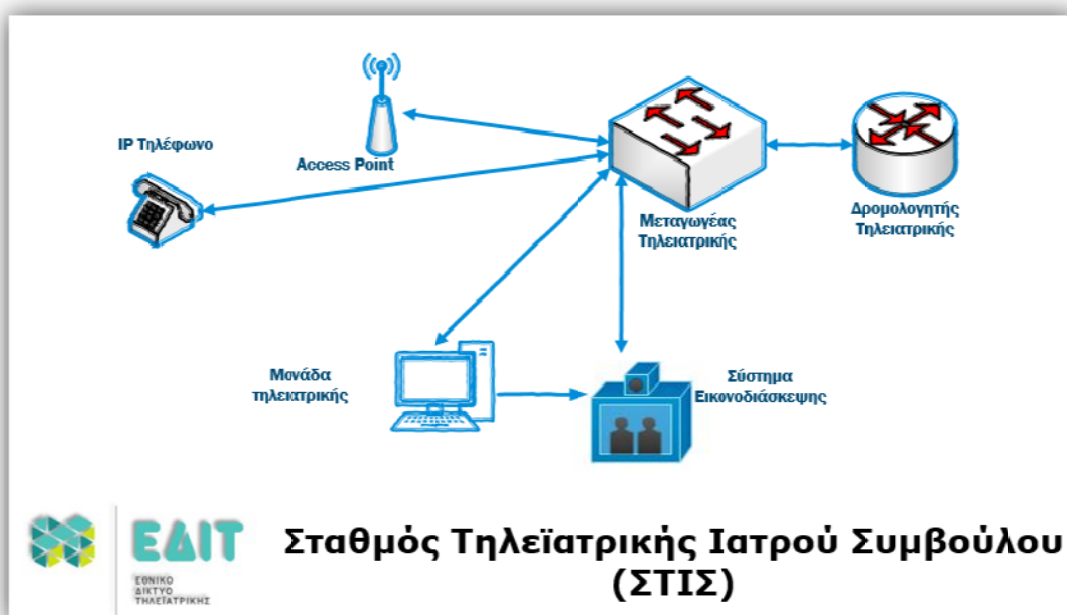 IP Τηλέφωνο
Access Point
Μεταγωγέας
Τηλειατρικής
Δρομολογητής
Τηλειατρικής
Μονάδα
τηλειατρικής
Σύστημα
Εικονοδιάσκεψης
ΕΔΙΤ
ΕΘΝΙΚΟ
ΔΙΚΤΥΟ
ΤΗΛΕΪΑΤΡΙΚΗΣ
Σταθμός Τηλεϊατρικής Ιατρού Συμβούλου
(ΣΤΙΣ)